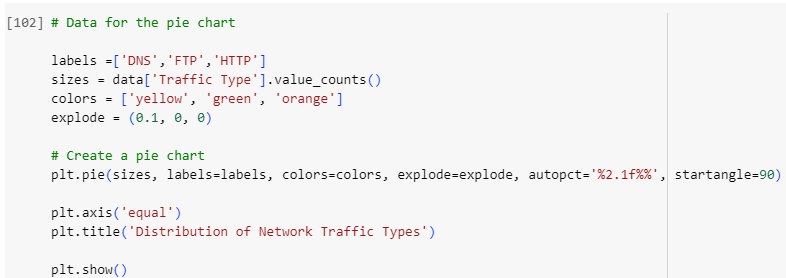 [102] # Data for the pie chart
labels =['DNS','FTP','HTTP']
sizes = data['Traffic Type'].value_counts()
colors = ['yellow', 'green', 'orange']
explode = (0.1, 0, 0)
# Create a pie chart
plt.pie(sizes, labels=labels, colors=colors, explode=explode, autopct='%2.1f%%', startangle=90)
plt.axis('equal')
plt.title('Distribution of Network Traffic Types')
plt.show()